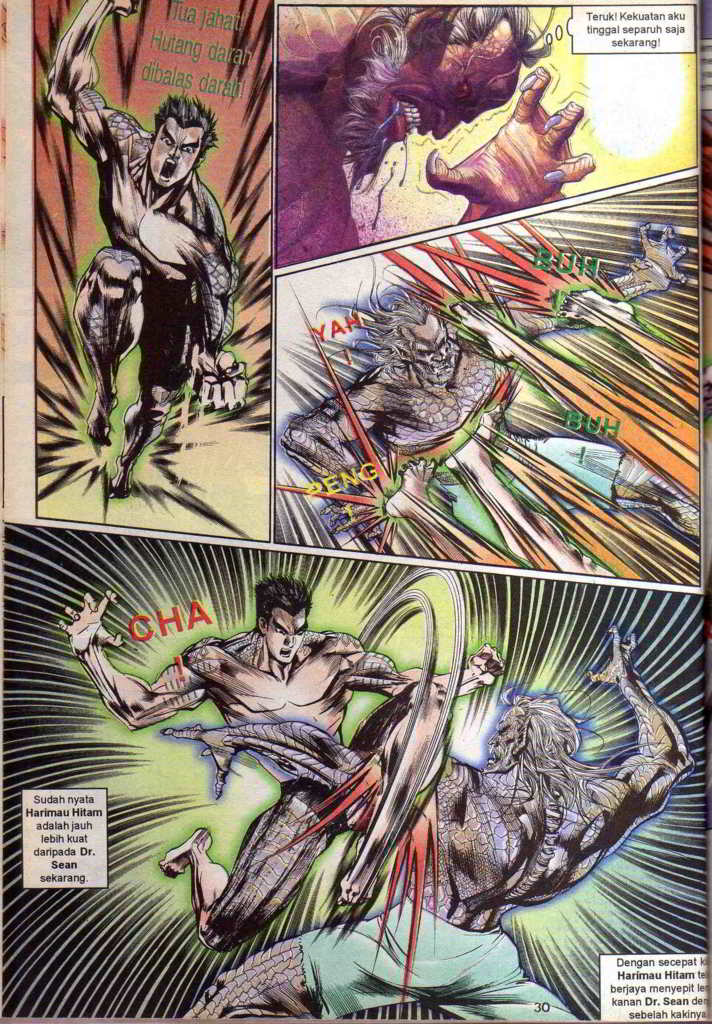 Tua jahat!
Hutang darah
dibalas darah!
Teruk! Kekuatan aku
tinggal separuh saja
sekarang!
BUH
!
YAH
!
BUH
!
PENG
!
CHA
!
Sudah nyata
Harimau Hitam
adalah jauh
lebih kuat
daripada Dr.
Sean
sekarang.
Dengan secepat
Harimau Hitam
berjaya menyepit
kanan Dr. Sean
sebelah kakinya
30